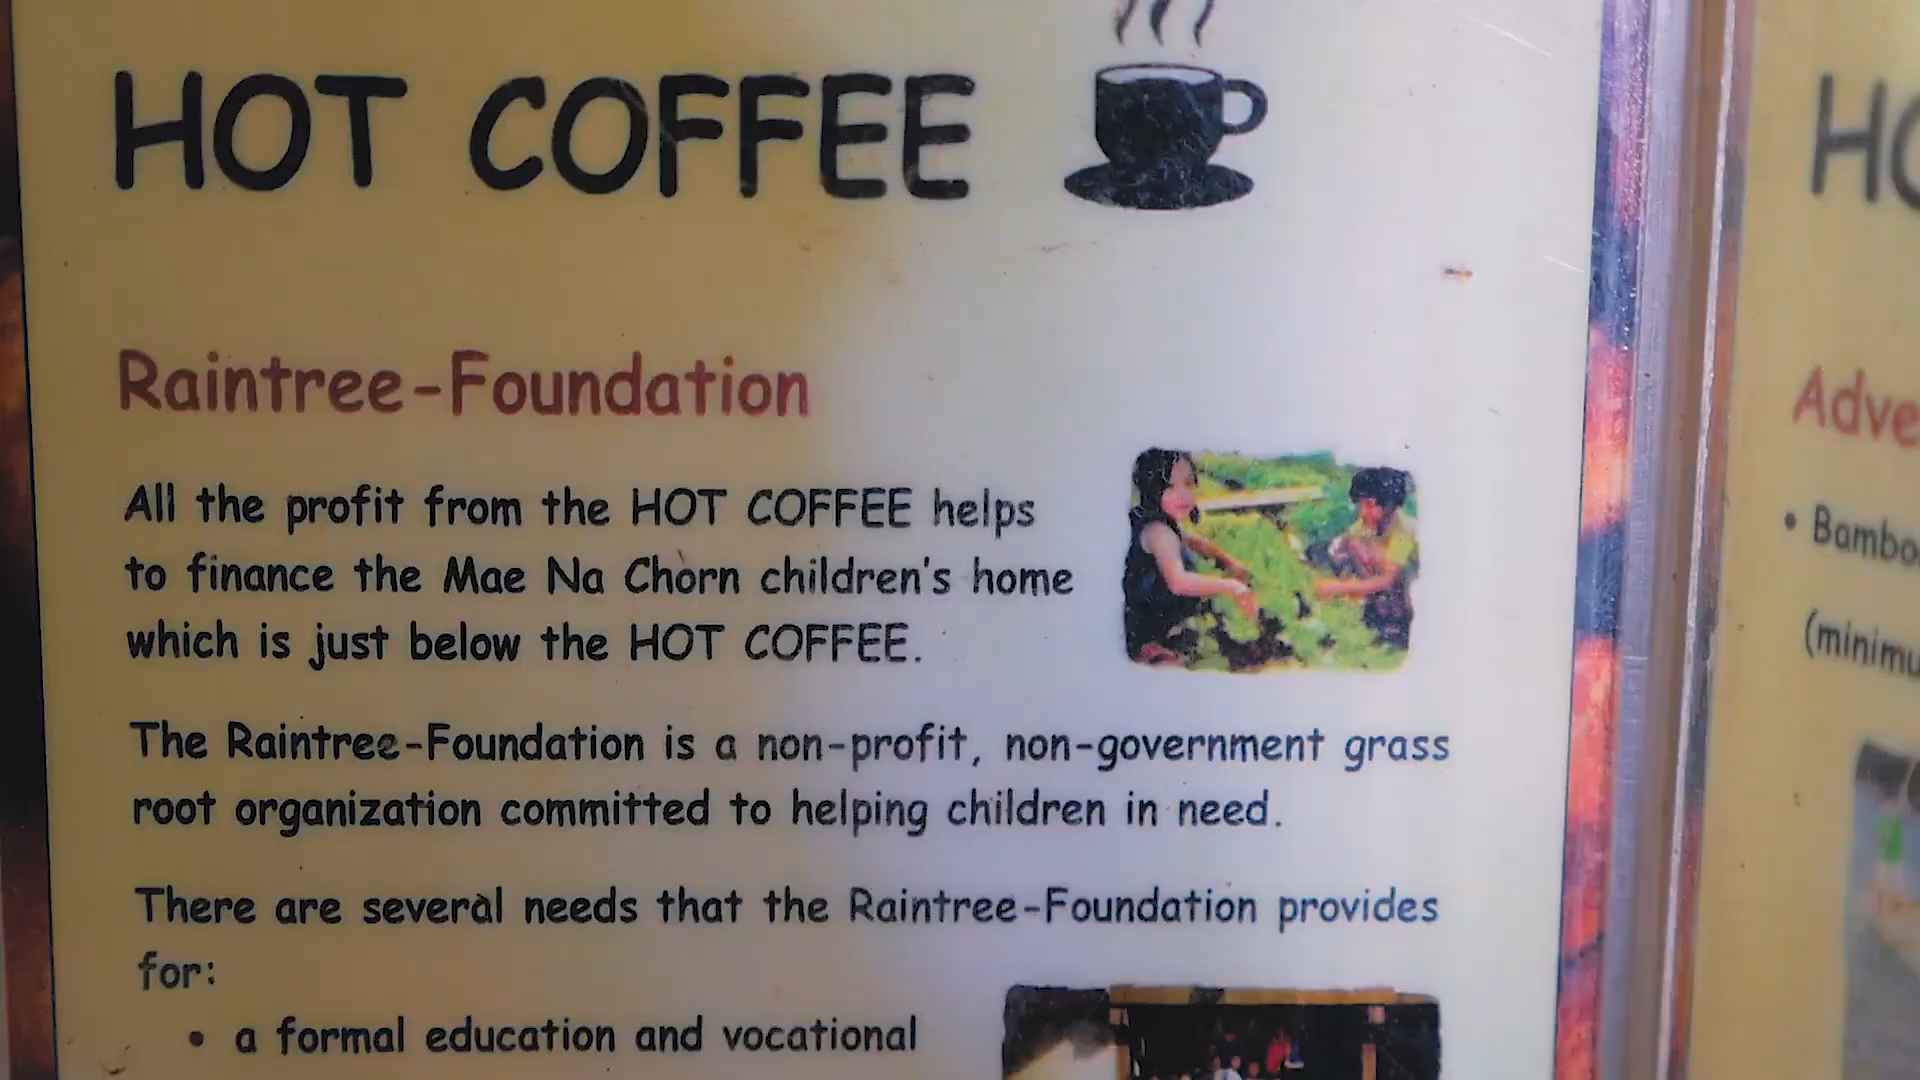 HOT COFFEE
Raintree-Foundation
All the profit from the HOT COFFEE helps
to finance the Mae Na Chorn children's home
which is just below the HOT COFFEE.
The Raintree-Foundation is a non-profit, non-government grass
root organization committed to helping children in need.
There are several needs that the Raintree-Foundation provides
for:
• a formal education and vocational
HO
Adve
• Bambo
(minimu